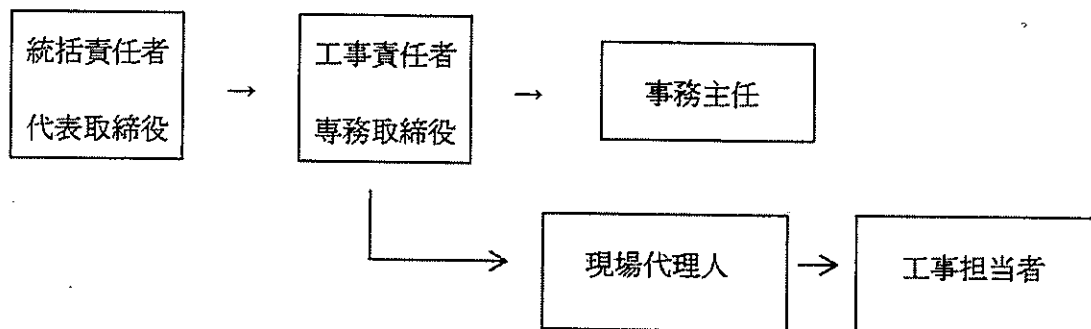 統括責任者
代表取締役
→
工事責任者
専務取締役
→
事務主任
現場代理人
→
工事担当者